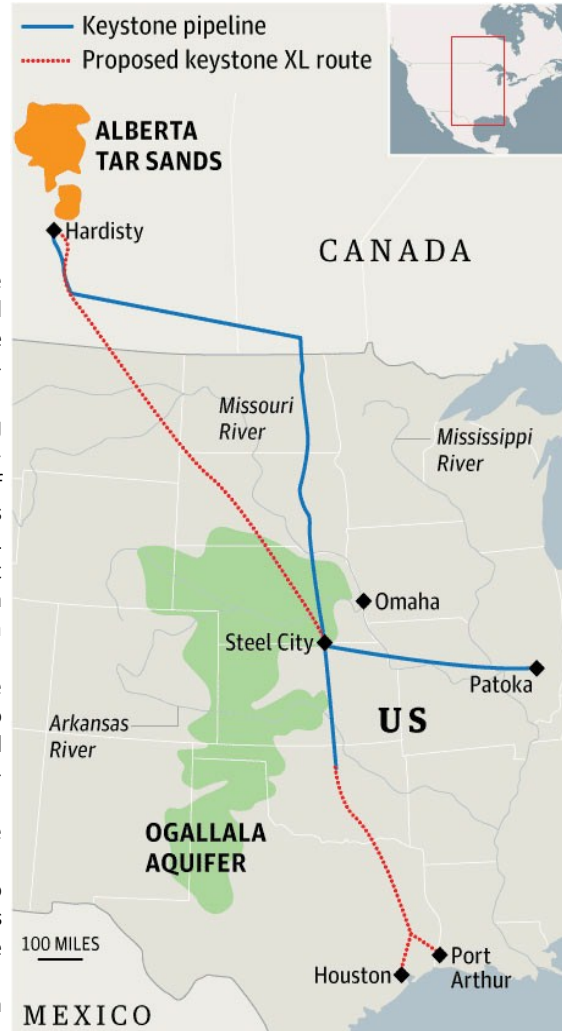 Keystone pipeline
Proposed keystone XL route
ALBERTA
TAR SANDS
Hardisty
CANADA
Missouri
River
Mississippi
River
Omaha
Steel City
Patoka
US
Arkansas
River
OGALLALA
AQUIFER
100 MILES
Port
Arthur
Houston
MEXICO